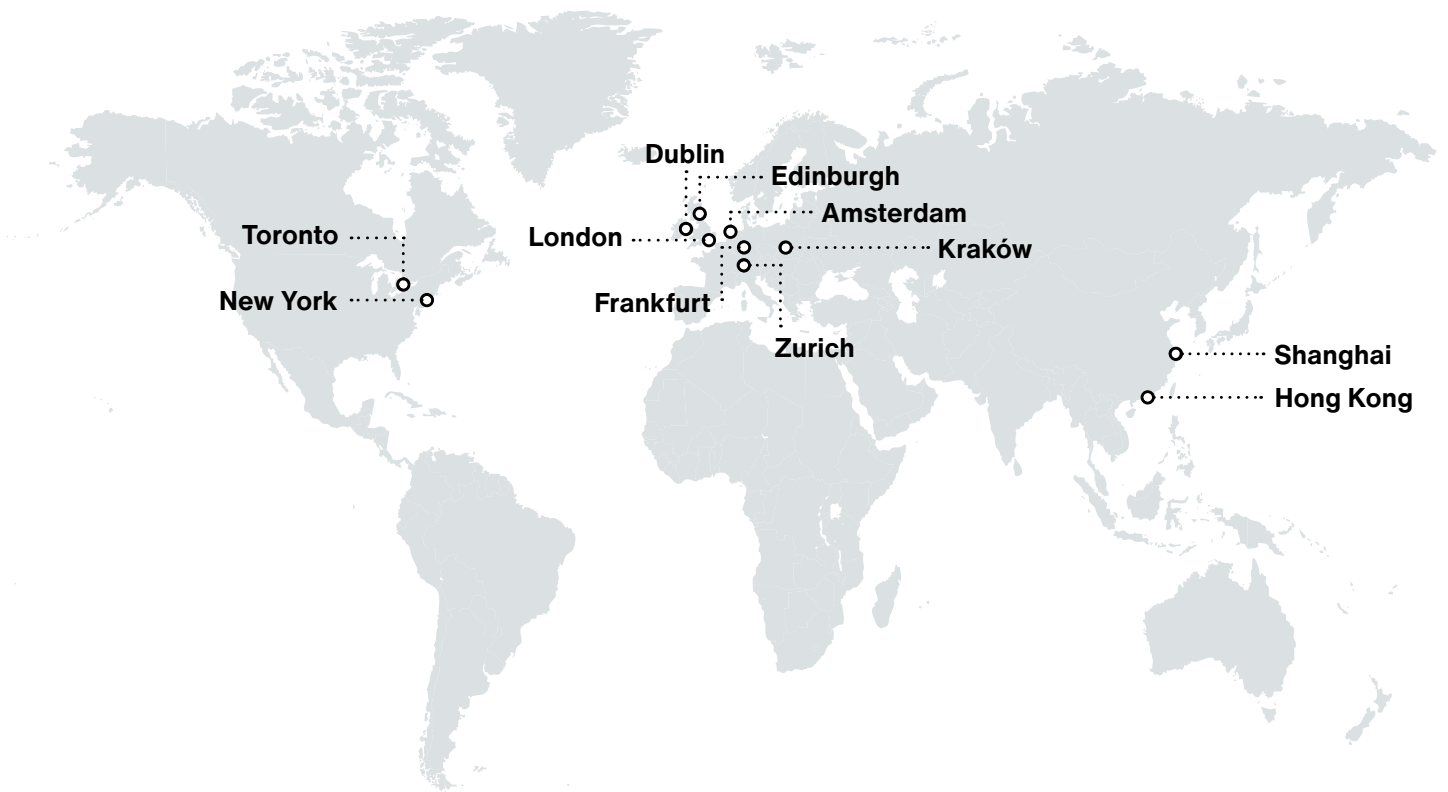 Dublin
Edinburgh
Amsterdam
Toronto
London
Kraków
New York
Frankfurt
Zurich
Shanghai
Hong Kong